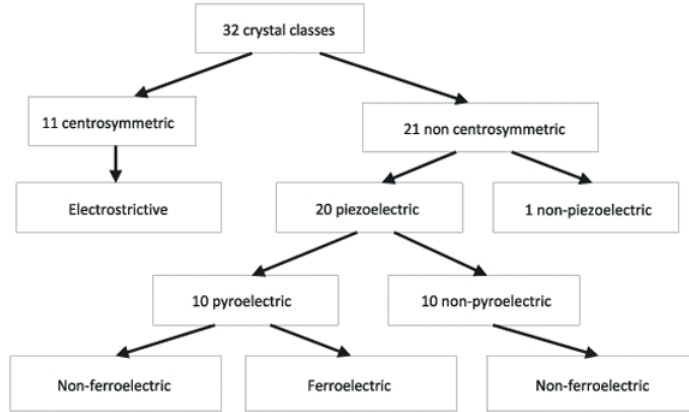 32 crystal classes
11 centrosymmetric
21 non centrosymmetric
Electrostrictive
20 piezoelectric
1 non-piezoelectric
10 pyroelectric
10 non-pyroelectric
Non-ferroelectric
Ferroelectric
Non-ferroelectric